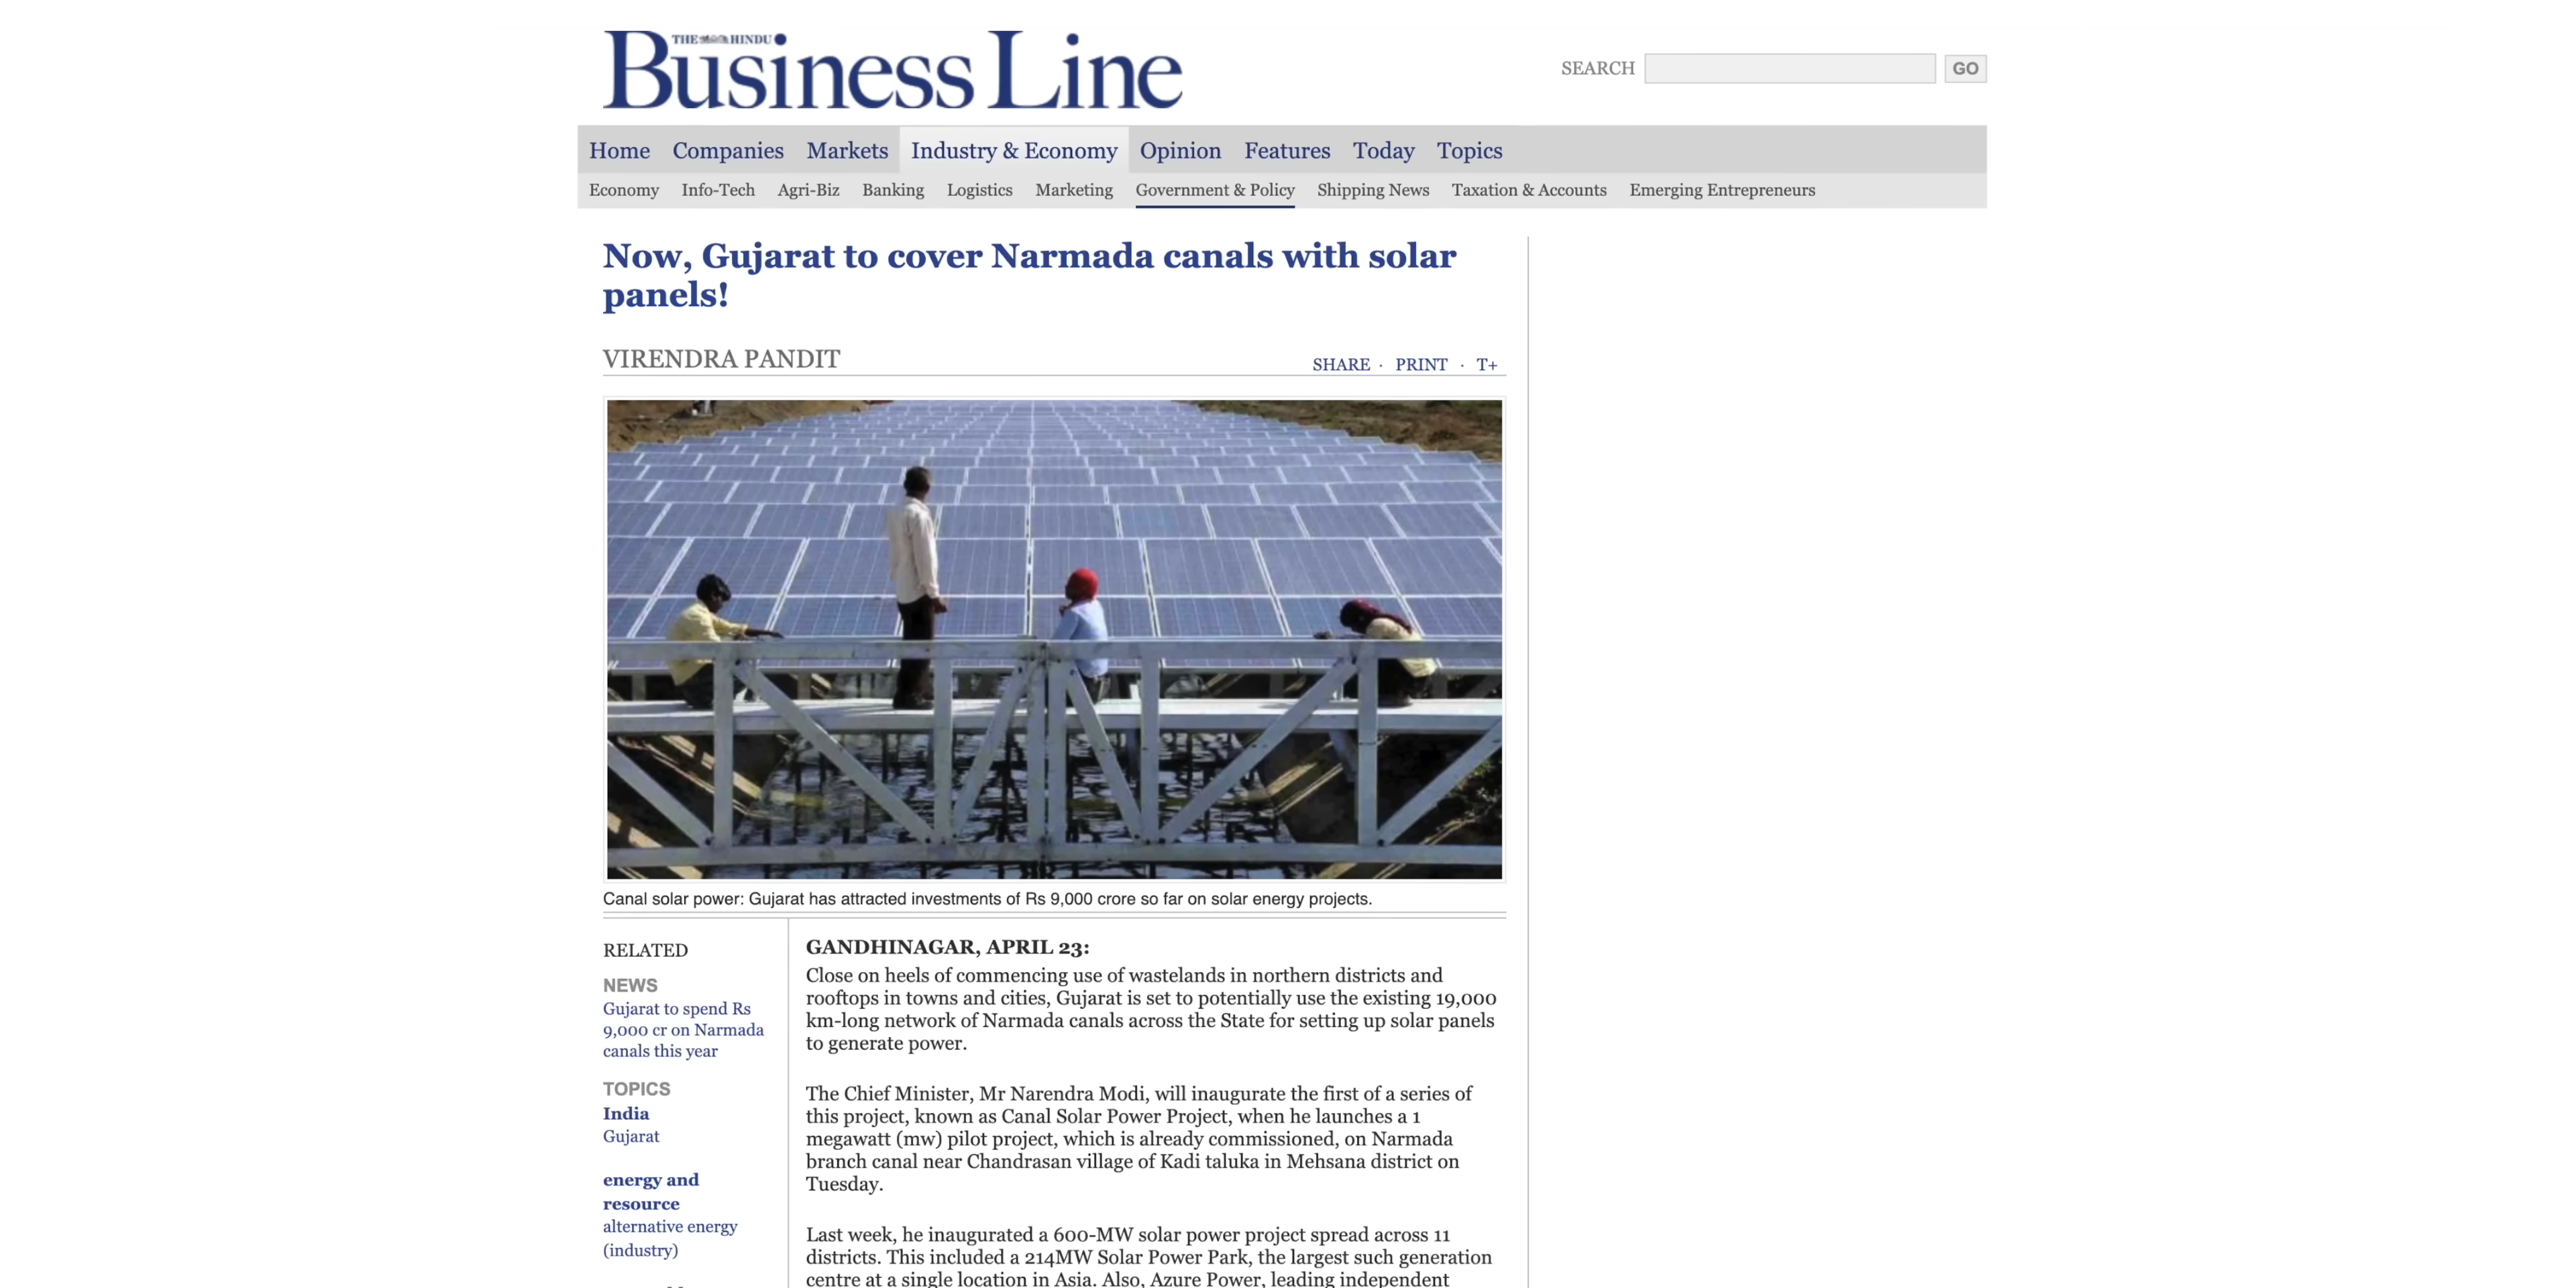 THE HINDU
Business Line
SEARCH
GO
Home Companies Markets Industry & Economy Opinion Features Today Topics
Economy Info-Tech Agri-Biz Banking Logistics Marketing Government & Policy Shipping News Taxation & Accounts Emerging Entrepreneurs
Now, Gujarat to cover Narmada canals with solar
panels!
VIRENDRA PANDIT
SHARE · PRINT · T+
Canal solar power: Gujarat has attracted investments of Rs 9,000 crore so far on solar energy projects.
RELATED
NEWS
Gujarat to spend Rs
9,000 cr on Narmada
canals this year
TOPICS
India
Gujarat
energy and
resource
alternative energy
(industry)
GANDHINAGAR, APRIL 23:
Close on heels of commencing use of wastelands in northern districts and
rooftops in towns and cities, Gujarat is set to potentially use the existing 19,000
km-long network of Narmada canals across the State for setting up solar panels
to generate power.
The Chief Minister, Mr Narendra Modi, will inaugurate the first of a series of
this project, known as Canal Solar Power Project, when he launches a 1
megawatt (mw) pilot project, which is already commissioned, on Narmada
branch canal near Chandrasan village of Kadi taluka in Mehsana district on
Tuesday.
Last week, he inaugurated a 600-MW solar power project spread across 11
districts. This included a 214MW Solar Power Park, the largest such generation
centre at a single location in Asia. Also, Azure Power, leading independent